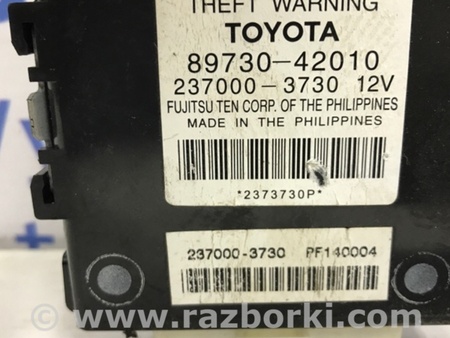 THEFT WARNING
TOYOTA
89730-42010
237000-3730 12V
FUJITSU TEN CORP. OF THE PHILIPPINES
MADE IN THE PHILIPPINES
*2373730P*
237000-3730 PF140004
www.razborki.com